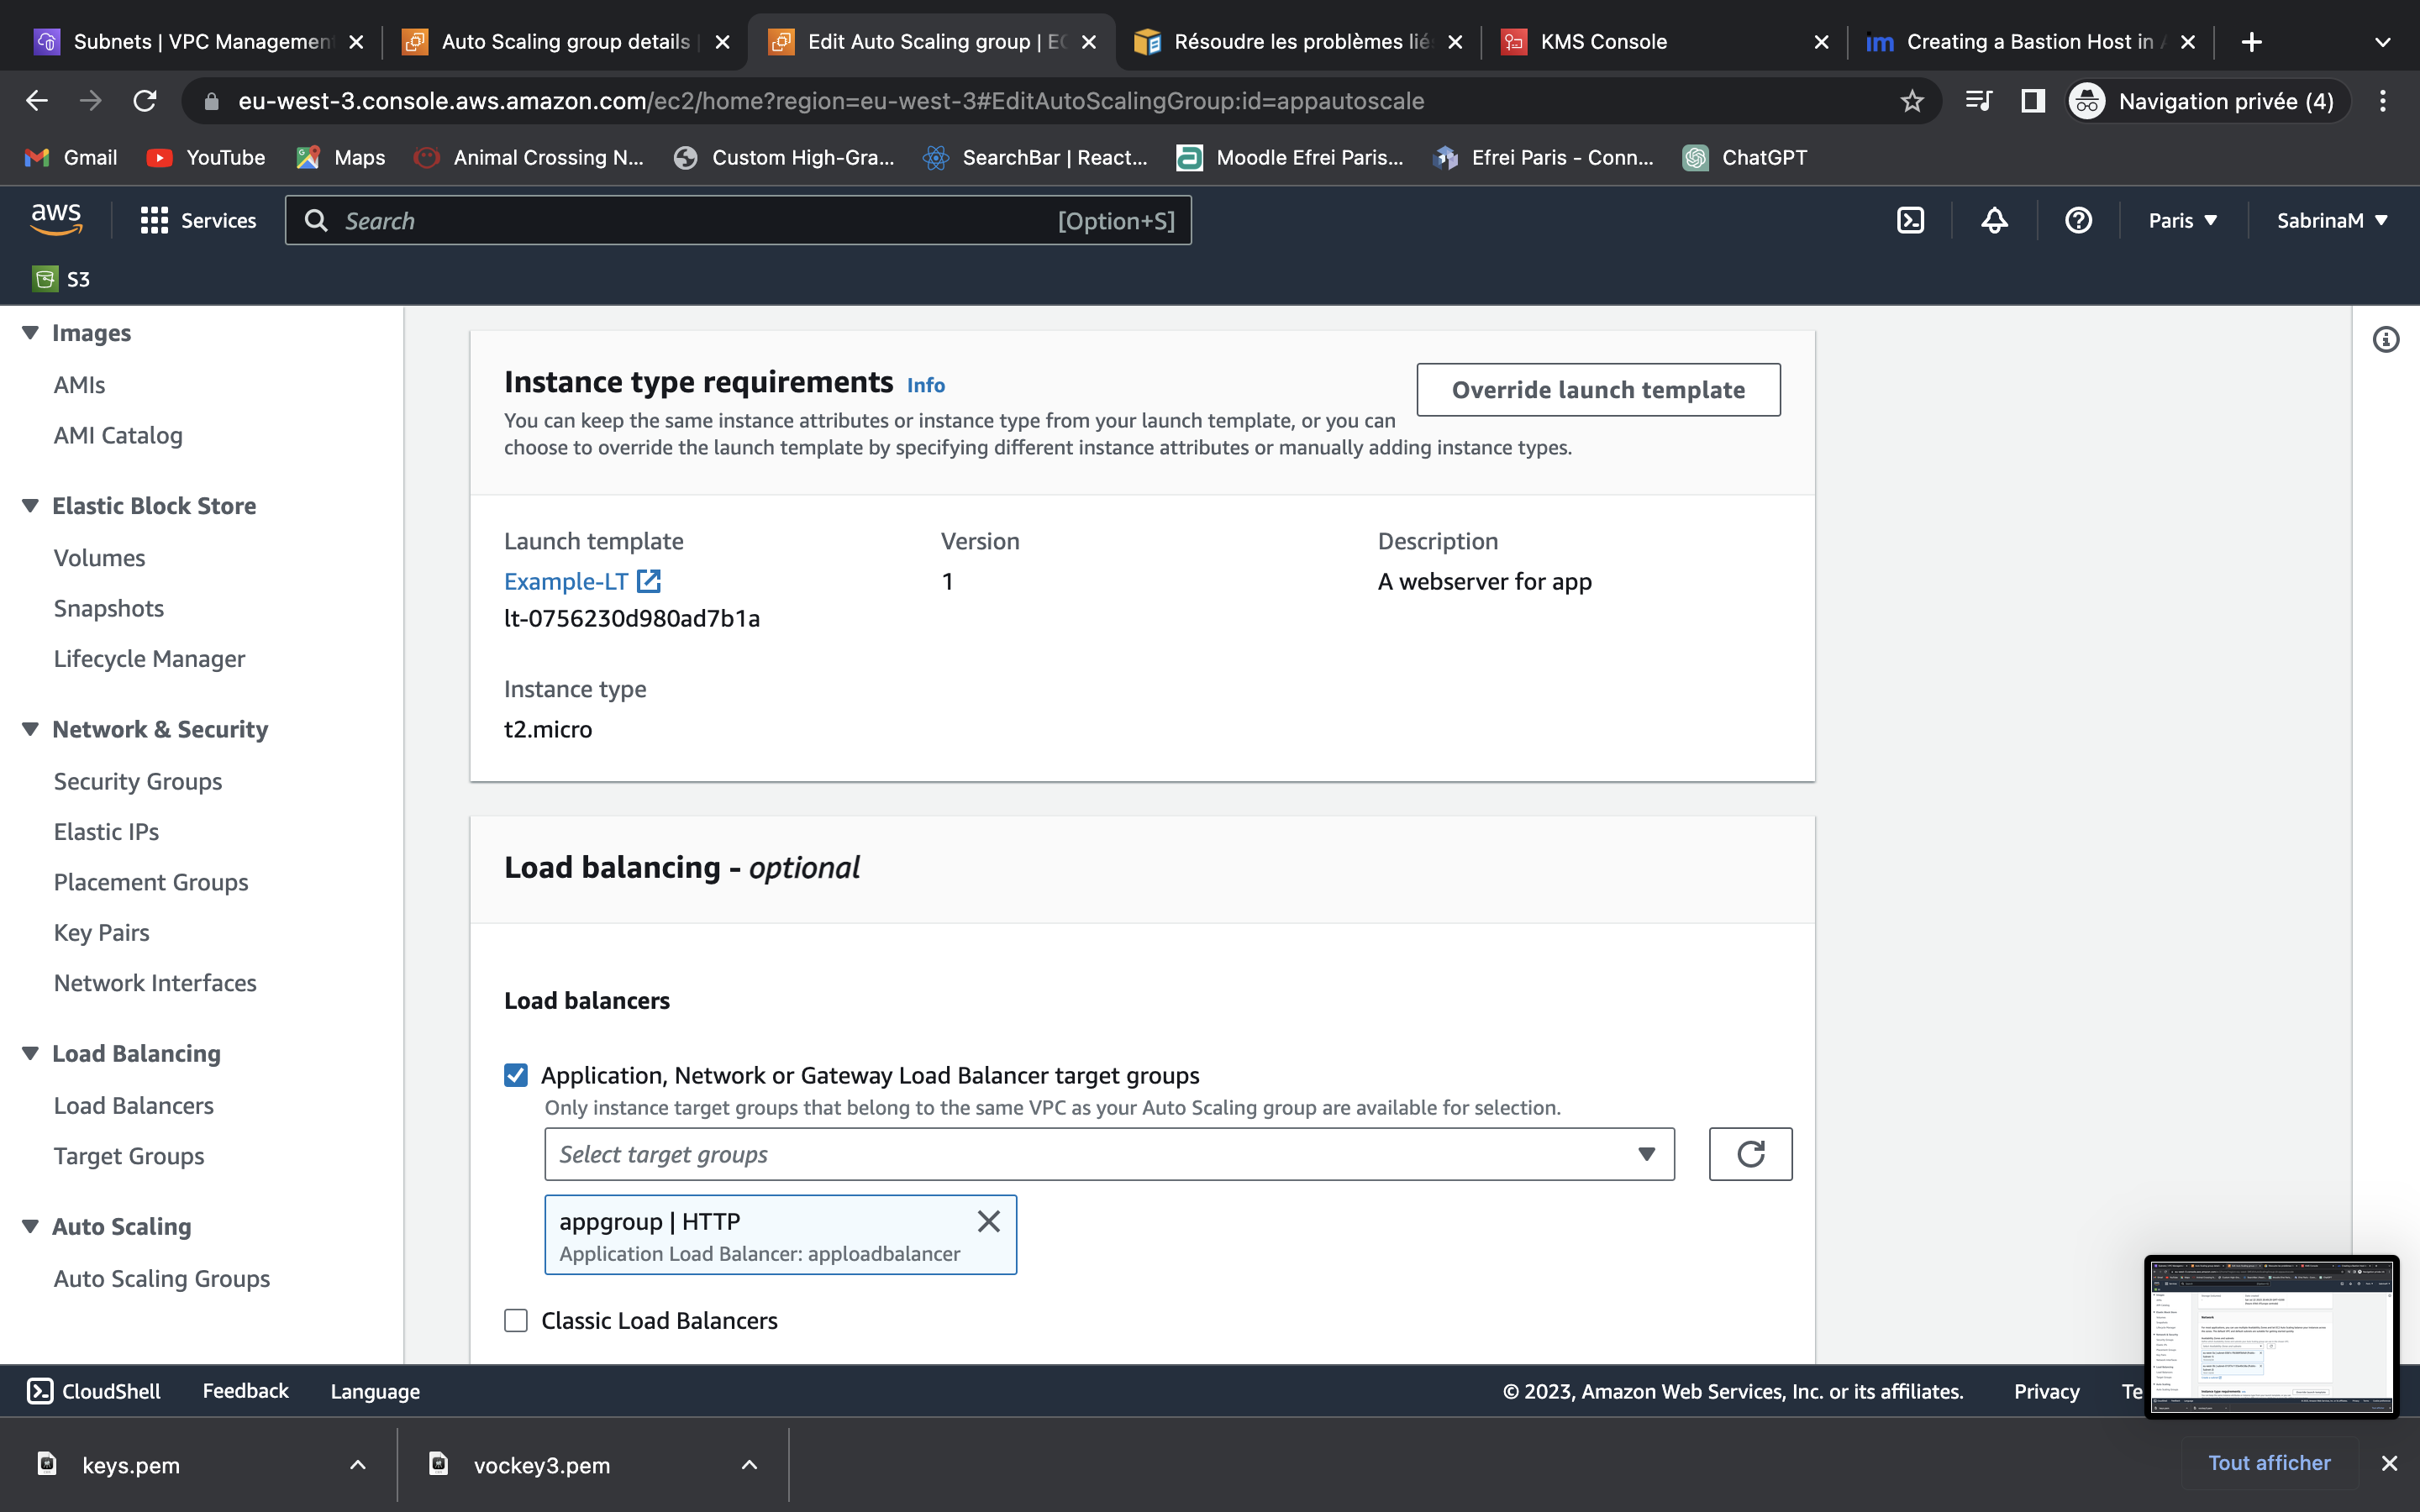 Subnets | VPC Managemen
Auto Scaling group details
Edit Auto Scaling group | EC
Résoudre les problèmes lié
KMS Console
Creating a Bastion Host in A
eu-west-3.console.aws.amazon.com/ec2/home?region=eu-west-3#EditAutoScalingGroup:id=appautoscale
Navigation privée (4)
Gmail
YouTube
Maps
Animal Crossing N...
Custom High-Gra...
SearchBar | React...
Moodle Efrei Paris...
Efrei Paris - Conn...
ChatGPT
aws
Services
Search
[Option+S]
Paris
SabrinaM
S3
Images
AMIs
AMI Catalog
Elastic Block Store
Volumes
Snapshots
Lifecycle Manager
Network & Security
Security Groups
Elastic IPs
Placement Groups
Key Pairs
Network Interfaces
Load Balancing
Load Balancers
Target Groups
Auto Scaling
Auto Scaling Groups
Instance type requirements Info
Override launch template
You can keep the same instance attributes or instance type from your launch template, or you can
choose to override the launch template by specifying different instance attributes or manually adding instance types.
Launch template
Example-LT
lt-0756230d980ad7b1a
Version
1
Description
A webserver for app
Instance type
t2.micro
Load balancing - optional
Load balancers
Application, Network or Gateway Load Balancer target groups
Only instance target groups that belong to the same VPC as your Auto Scaling group are available for selection.
Select target groups
appgroup | HTTP
Application Load Balancer: apploadbalancer
Classic Load Balancers
CloudShell
Feedback
Language
© 2023, Amazon Web Services, Inc. or its affiliates.
Privacy
Te
keys.pem
vockey3.pem
Tout afficher